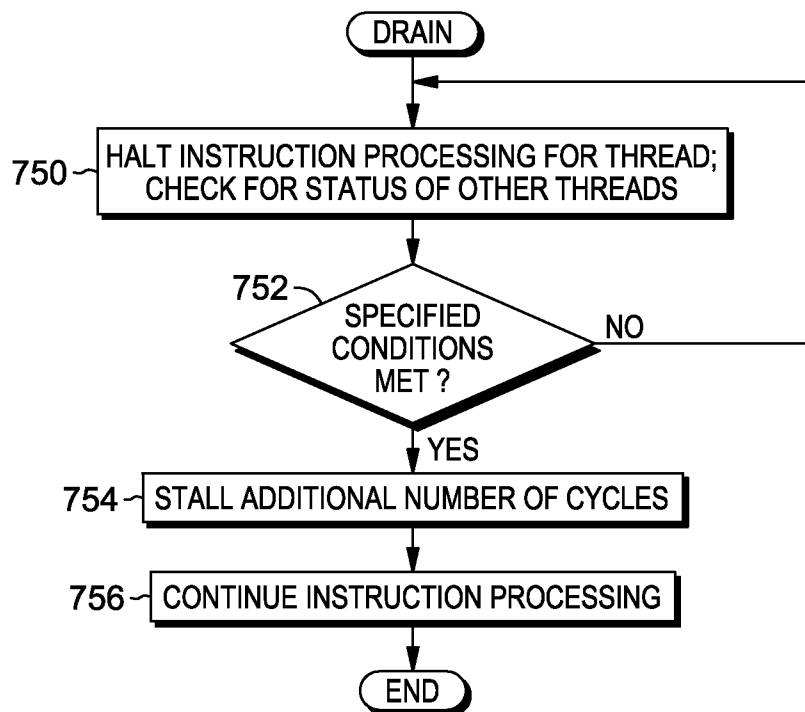 DRAIN
750
HALT INSTRUCTION PROCESSING FOR THREAD;
CHECK FOR STATUS OF OTHER THREADS
752
SPECIFIED
CONDITIONS
MET ?
NO
YES
754
STALL ADDITIONAL NUMBER OF CYCLES
756
CONTINUE INSTRUCTION PROCESSING
END